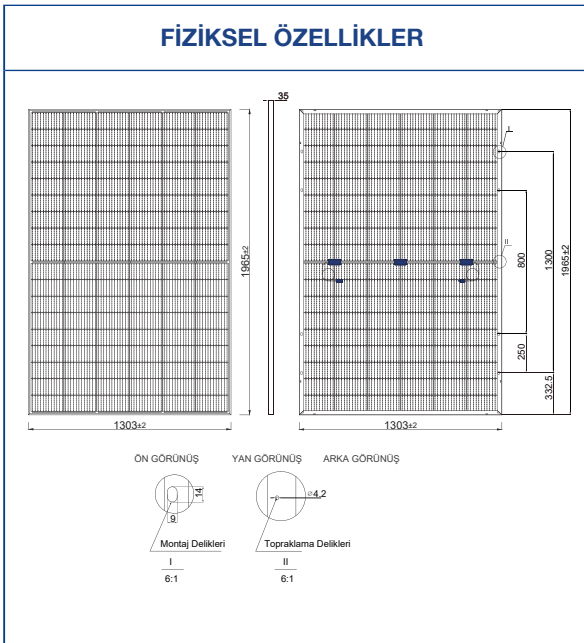 FİZİKSEL ÖZELLİKLER
35
1965±2
1303±2
I
II
800
1300
1965±2
250
332.5
1303±2
ÖN GÖRÜNÜŞ YAN GÖRÜNÜŞ ARKA GÖRÜNÜŞ
14
9
⌀4,2
Montaj Delikleri
Topraklama Delikleri
I
II
6:1
6:1